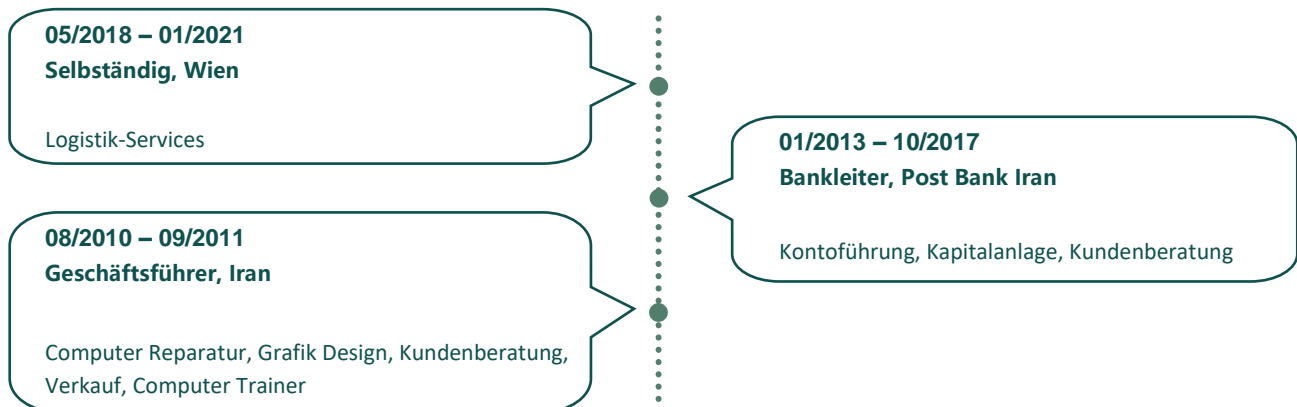 05/2018 – 01/2021
Selbständig, Wien
Logistik-Services
01/2013 – 10/2017
Bankleiter, Post Bank Iran
Kontoführung, Kapitalanlage, Kundenberatung
08/2010 – 09/2011
Geschäftsführer, Iran
Computer Reparatur, Grafik Design, Kundenberatung,
Verkauf, Computer Trainer